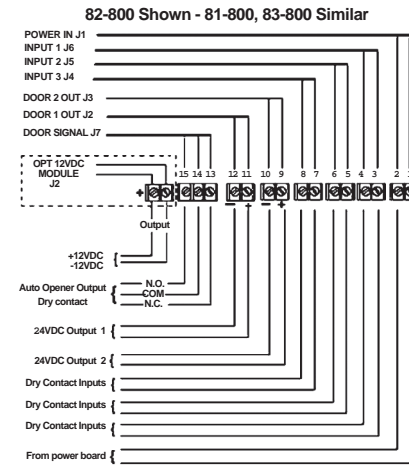 82-800 Shown - 81-800, 83-800 Similar
POWER IN J1
INPUT 1 J6
INPUT 2 J5
INPUT 3 J4
DOOR 2 OUT J3
DOOR 1 OUT J2
DOOR SIGNAL J7
OPT 12VDC
MODULE
J2
15 14 13 12 11 10 9 8 7 6 5 4 3 2
+
- + - +
Output
+12VDC {
-12VDC
N.O.
Auto Opener Output { COM
Dry contact
N.C.
24VDC Output 1 {
24VDC Output 2 {
Dry Contact Inputs {
Dry Contact Inputs {
Dry Contact Inputs {
From power board {